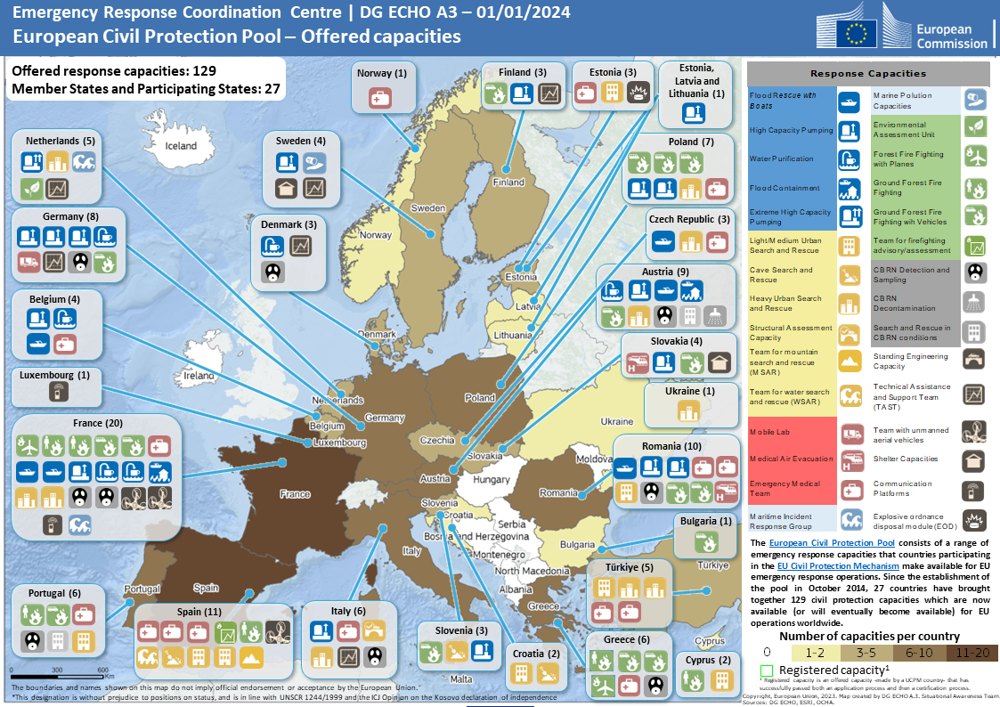 Emergency Response Coordination Centre | DG ECHO A3 – 01/01/2024
European Civil Protection Pool – Offered capacities
European
Commission
Offered response capacities: 129
Member States and Participating States: 27
Norway (1)
Finland (3)
Estonia (3)
Estonia,
Latvia and
Lithuania (1)
Netherlands (5)
Sweden (4)
Poland (7)
Germany (8)
Denmark (3)
Czech Republic (3)
Belgium (4)
Austria (9)
Luxembourg (1)
Slovakia (4)
France (20)
Ukraine (1)
Romania (10)
Bulgaria (1)
Türkiye (5)
Portugal (6)
Spain (11)
Italy (6)
Slovenia (3)
Croatia (2)
Greece (6)
Cyprus (2)
Iceland
Sweden
Finland
Norway
Estonia
Latvia
Lithuania
Denmark
Ireland
Netherlands
Poland
Belgium
Germany
Luxembourg
Czechia
Ukraine
Slovakia
Moldova
Austria
Hungary
France
Romania
Slovenia
Croatia
Serbia
Bosnia and Herzegovina
Bulgaria
Italy
Montenegro
North Macedonia
Türkiye
Albania
Portugal
Spain
Greece
Cyprus
Malta
0 300 600
Km
The boundaries and names shown on this map do not imply official endorsement or acceptance by the European Union.
*This designation is without prejudice to positions on status, and is in line with UNSCR 1244/1999 and the ICJ Opinion on the Kosovo declaration of independence
Response Capacities
Flood Rescue with
Boats
High Capacity Pumping
Water Purification
Flood Containment
Extreme High Capacity
Pumping
Light/Medium Urban
Search and Rescue
Cave Search and
Rescue
Heavy Urban Search
and Rescue
Structural Assessment
Capacity
Team for mountain
search and rescue
(MSAR)
Team for water search
and rescue (WSAR)
Mobile Lab
Medical Air Evacuation
Emergency Medical
Team
Maritime Incident
Response Group
Marine Pollution
Capacities
Environmental
Assessment Unit
Forest Fire Fighting
with Planes
Ground Forest Fire
Fighting
Ground Forest Fire
Fighting with Vehicles
Team for firefighting
advisory/assessment
CBRN Detection and
Sampling
CBRN
Decontamination
Search and Rescue in
CBRN conditions
Standing Engineering
Capacity
Technical Assistance
and Support Team
(TAST)
Team with unmanned
aerial vehicles
Shelter Capacities
Communication
Platforms
Explosive ordnance
disposal module (EOD)
The European Civil Protection Pool consists of a range of
emergency response capacities that countries participating
in the EU Civil Protection Mechanism make available for EU
emergency response operations. Since the establishment of
the pool in October 2014, 27 countries have brought
together 129 civil protection capacities which are now
available (or will eventually become available) for EU
operations worldwide.
Number of capacities per country
0 1-2 3-5 6-10 11-20
Registered capacity¹
¹ Registered capacity is an offered capacity -made by a UCPM country- that has
successfully passed both an application process and then a certification process.
Copyright, European Union, 2023. Map created by DG ECHO A.3. Situational Awareness Team.
Sources: DG ECHO, ESRI, OCHA.